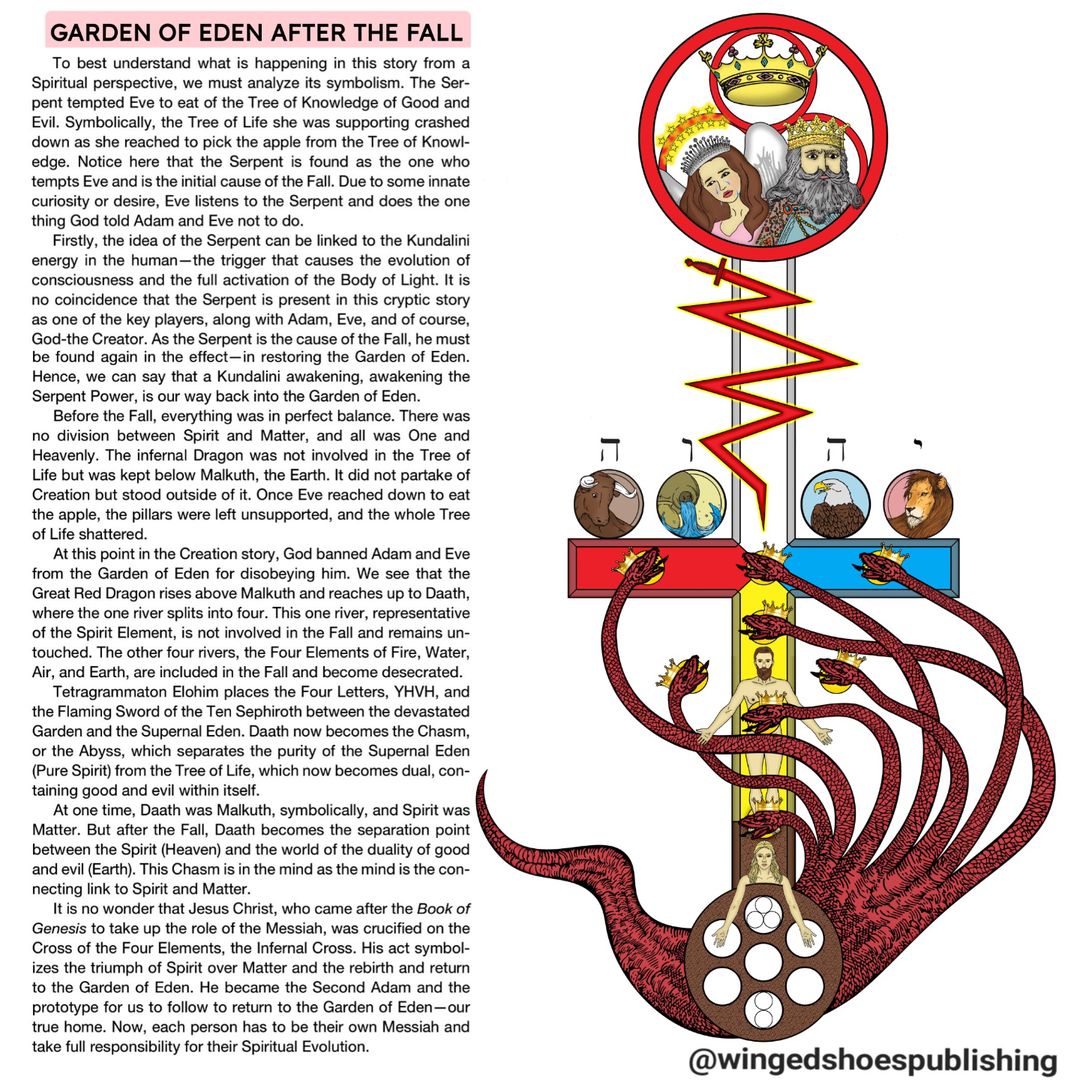 GARDEN OF EDEN AFTER THE FALL
To best understand what is happening in this story from a
Spiritual perspective, we must analyze its symbolism. The Ser-
pent tempted Eve to eat of the Tree of Knowledge of Good and
Evil. Symbolically, the Tree of Life she was supporting crashed
down as she reached to pick the apple from the Tree of Knowl-
edge. Notice here that the Serpent is found as the one who
tempts Eve and is the initial cause of the Fall. Due to some innate
curiosity or desire, Eve listens to the Serpent and does the one
thing God told Adam and Eve not to do.
Firstly, the idea of the Serpent can be linked to the Kundalini
energy in the human—the trigger that causes the evolution of
consciousness and the full activation of the Body of Light. It is
no coincidence that the Serpent is present in this cryptic story
as one of the key players, along with Adam, Eve, and of course,
God-the Creator. As the Serpent is the cause of the Fall, he must
be found again in the effect—in restoring the Garden of Eden.
Hence, we can say that a Kundalini awakening, awakening the
Serpent Power, is our way back into the Garden of Eden.
Before the Fall, everything was in perfect balance. There was
no division between Spirit and Matter, and all was One and
Heavenly. The infernal Dragon was not involved in the Tree of
Life but was kept below Malkuth, the Earth. It did not partake of
Creation but stood outside of it. Once Eve reached down to eat
the apple, the pillars were left unsupported, and the whole Tree
of Life shattered.
At this point in the Creation story, God banned Adam and Eve
from the Garden of Eden for disobeying him. We see that the
Great Red Dragon rises above Malkuth and reaches up to Daath,
where the one river splits into four. This one river, representative
of the Spirit Element, is not involved in the Fall and remains un-
touched. The other four rivers, the Four Elements of Fire, Water,
Air, and Earth, are included in the Fall and become desecrated.
Tetragrammaton Elohim places the Four Letters, YHVH, and
the Flaming Sword of the Ten Sephiroth between the devastated
Garden and the Supernal Eden. Daath now becomes the Chasm,
or the Abyss, which separates the purity of the Supernal Eden
(Pure Spirit) from the Tree of Life, which now becomes dual, con-
taining good and evil within itself.
At one time, Daath was Malkuth, symbolically, and Spirit was
Matter. But after the Fall, Daath becomes the separation point
between the Spirit (Heaven) and the world of the duality of good
and evil (Earth). This Chasm is in the mind as the mind is the con-
necting link to Spirit and Matter.
It is no wonder that Jesus Christ, who came after the Book of
Genesis to take up the role of the Messiah, was crucified on the
Cross of the Four Elements, the Infernal Cross. His act symbol-
izes the triumph of Spirit over Matter and the rebirth and return
to the Garden of Eden. He became the Second Adam and the
prototype for us to follow to return to the Garden of Eden—our
true home. Now, each person has to be their own Messiah and
take full responsibility for their Spiritual Evolution.
י ה ו ה
@wingedshoespublishing